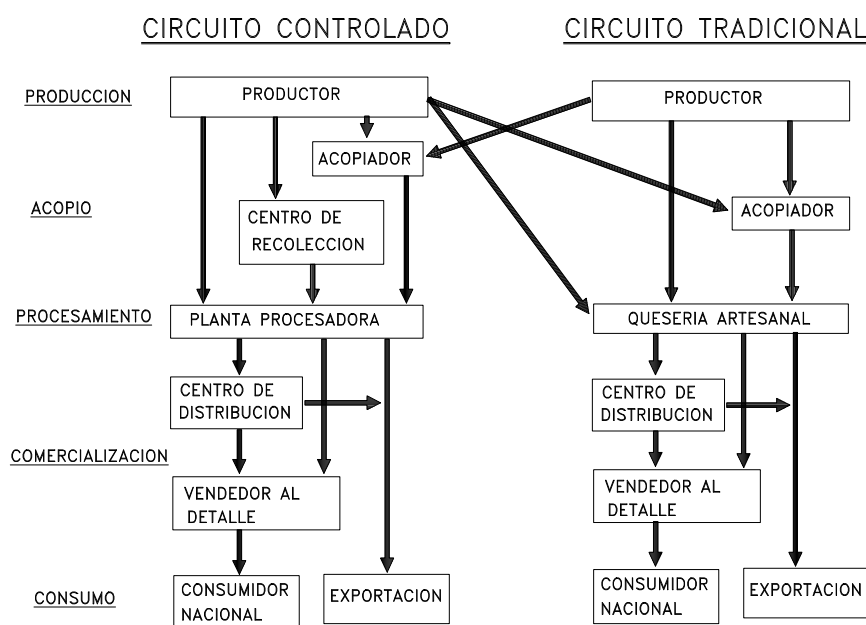 CIRCUITO CONTROLADO
CIRCUITO TRADICIONAL
PRODUCCION
PRODUCTOR
PRODUCTOR
ACOPIADOR
ACOPIO
CENTRO DE
RECOLECCION
ACOPIADOR
PROCESAMIENTO
PLANTA PROCESADORA
QUESERIA ARTESANAL
CENTRO DE
DISTRIBUCION
CENTRO DE
DISTRIBUCION
COMERCIALIZACION
VENDEDOR AL
DETALLE
VENDEDOR AL
DETALLE
CONSUMO
CONSUMIDOR
NACIONAL
EXPORTACION
CONSUMIDOR
NACIONAL
EXPORTACION